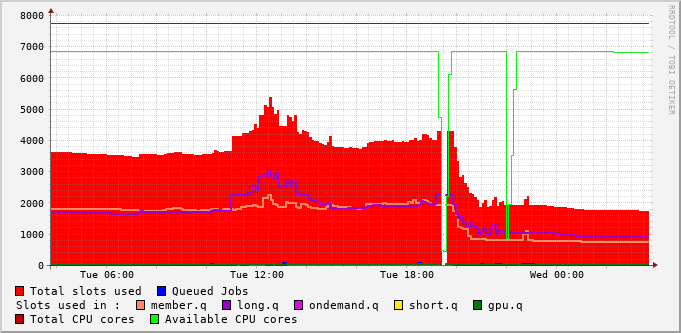 8000
7000
6000
5000
4000
3000
2000
1000
0
Tue 06:00 Tue 12:00 Tue 18:00 Wed 00:00
RRDTOOL / TOBI OETIKER
Total slots used Queued Jobs
Slots used in : member.q long.q ondemand.q short.q gpu.q
Total CPU cores Available CPU cores